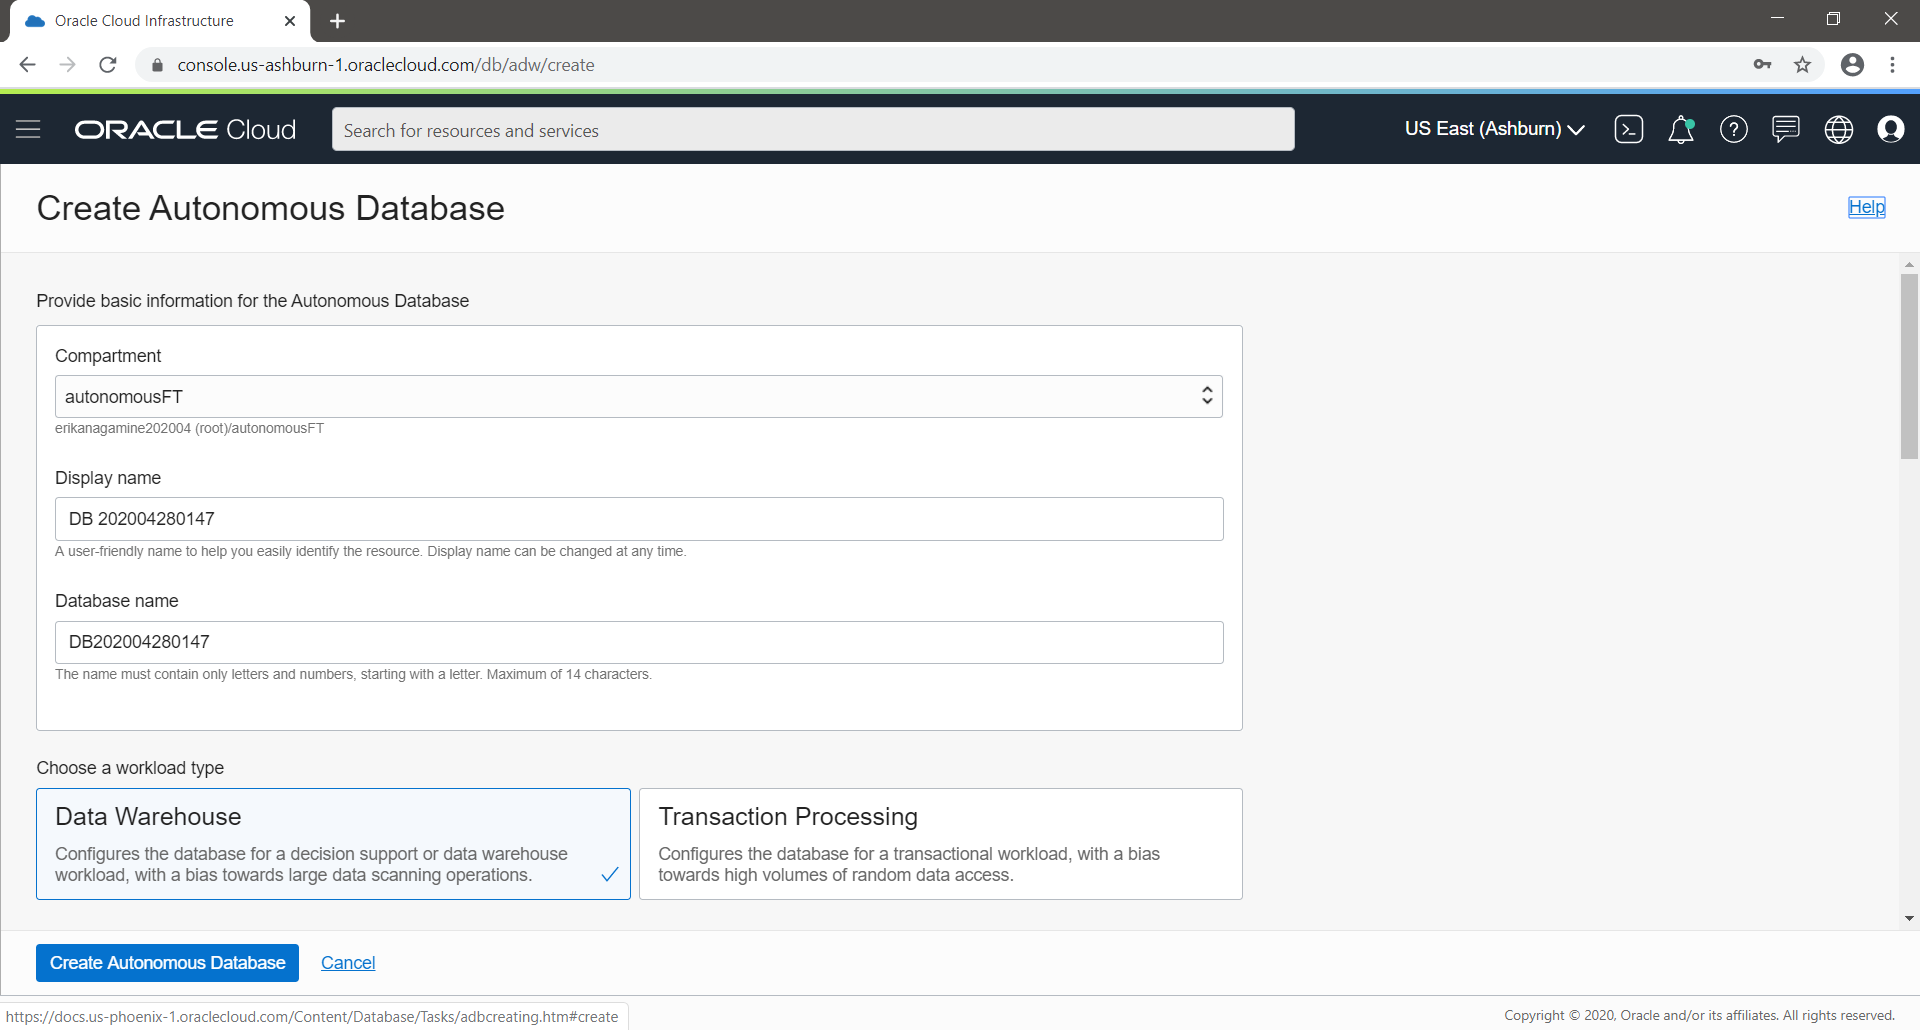 Oracle Cloud Infrastructure
console.us-ashburn-1.oraclecloud.com/db/adw/create
ORACLE Cloud
Search for resources and services
US East (Ashburn)
Create Autonomous Database
Help
Provide basic information for the Autonomous Database
Compartment
autonomousFT
erikanagamine202004 (root)/autonomousFT
Display name
DB 202004280147
A user-friendly name to help you easily identify the resource. Display name can be changed at any time.
Database name
DB202004280147
The name must contain only letters and numbers, starting with a letter. Maximum of 14 characters.
Choose a workload type
Data Warehouse
Configures the database for a decision support or data warehouse
workload, with a bias towards large data scanning operations.
Transaction Processing
Configures the database for a transactional workload, with a bias
towards high volumes of random data access.
Create Autonomous Database
Cancel
https://docs.us-phoenix-1.oraclecloud.com/Content/Database/Tasks/adbcreating.htm#create
Copyright © 2020, Oracle and/or its affiliates. All rights reserved.